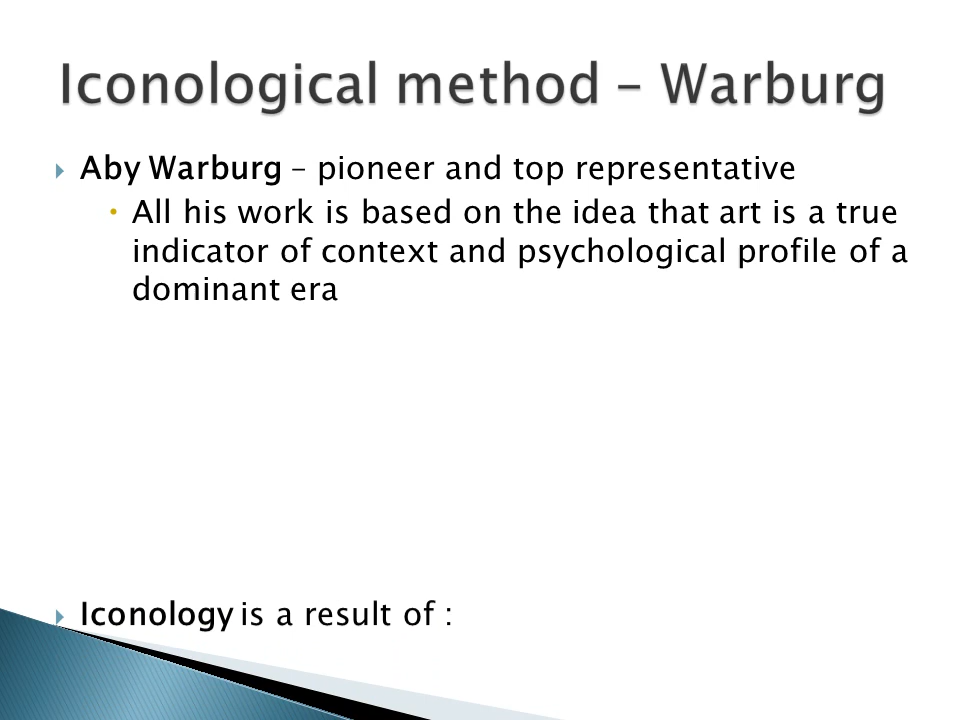 Iconological method – Warburg
Aby Warburg – pioneer and top representative
All his work is based on the idea that art is a true
indicator of context and psychological profile of a
dominant era
Iconology is a result of :